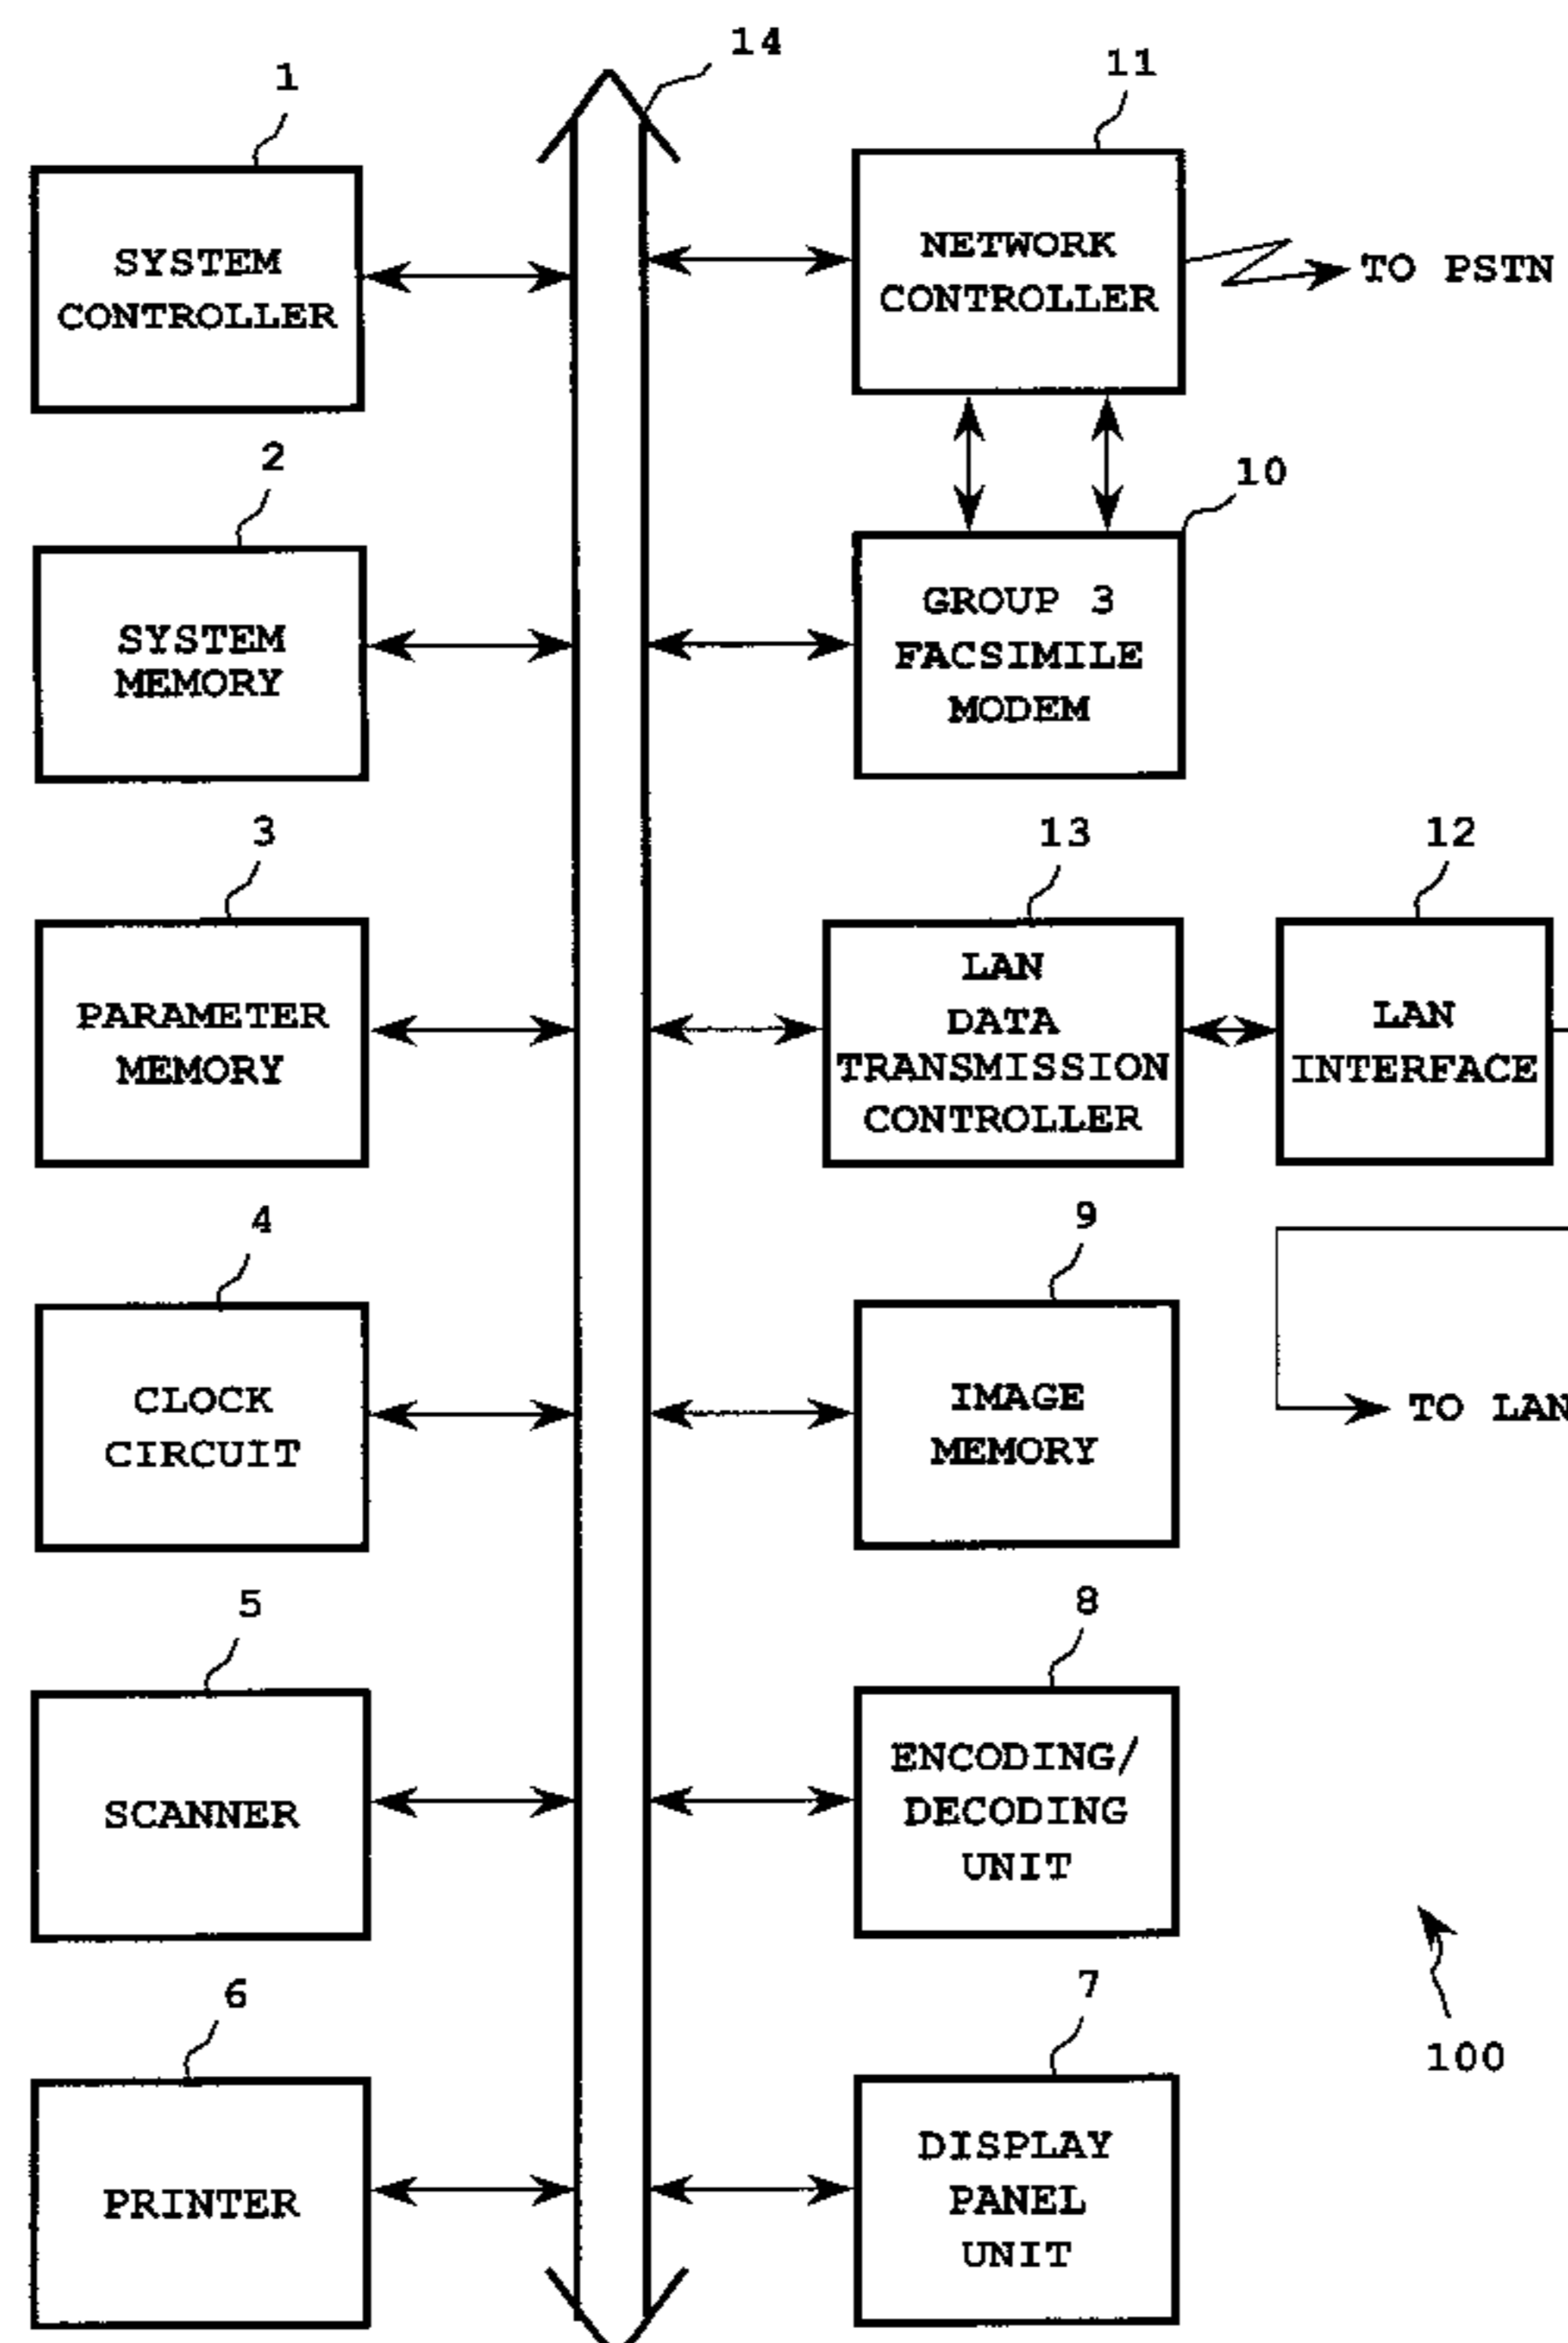 14
1
11
SYSTEM
CONTROLLER
NETWORK
CONTROLLER
TO PSTN
2
10
SYSTEM
MEMORY
GROUP 3
FACSIMILE
MODEM
3
13
12
PARAMETER
MEMORY
LAN
DATA
TRANSMISSION
CONTROLLER
LAN
INTERFACE
4
9
CLOCK
CIRCUIT
IMAGE
MEMORY
TO LAN
5
8
SCANNER
ENCODING/
DECODING
UNIT
6
7
100
PRINTER
DISPLAY
PANEL
UNIT